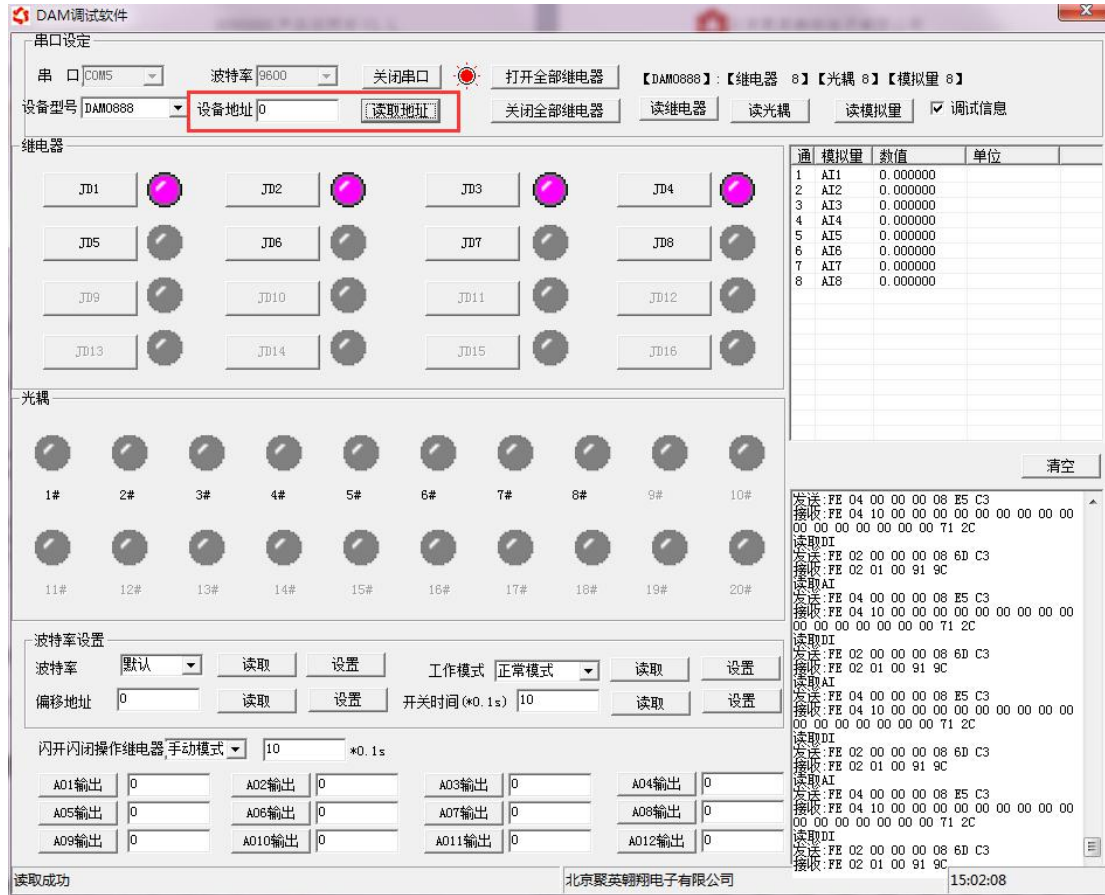 DAM调试软件
串口设定
串 口 COM5 波特率 9600 关闭串口 打开全部继电器 【DAM0888】:【继电器 8】【光耦 8】【模拟量 8】
设备型号 DAM0888 设备地址 0 读取地址 关闭全部继电器 读继电器 读光耦 读模拟量 调试信息
继电器
JD1 JD2 JD3 JD4
JD5 JD6 JD7 JD8
JD9 JD10 JD11 JD12
JD13 JD14 JD15 JD16
通 模拟量 数值 单位
1 AI1 0.000000
2 AI2 0.000000
3 AI3 0.000000
4 AI4 0.000000
5 AI5 0.000000
6 AI6 0.000000
7 AI7 0.000000
8 AI8 0.000000
光耦
1# 2# 3# 4# 5# 6# 7# 8# 9# 10#
11# 12# 13# 14# 15# 16# 17# 18# 19# 20#
清空
发送:FE 04 00 00 00 08 E5 C3
接收:FE 04 10 00 00 00 00 00 00 00 00 00
00 00 00 00 00 00 00 71 2C
读取DI
发送:FE 02 00 00 00 08 6D C3
接收:FE 02 01 00 91 9C
读取AI
发送:FE 04 00 00 00 08 E5 C3
接收:FE 04 10 00 00 00 00 00 00 00 00 00
00 00 00 00 00 00 00 71 2C
读取DI
发送:FE 02 00 00 00 08 6D C3
接收:FE 02 01 00 91 9C
读取AI
发送:FE 04 00 00 00 08 E5 C3
接收:FE 04 10 00 00 00 00 00 00 00 00 00
00 00 00 00 00 00 00 71 2C
读取DI
发送:FE 02 00 00 00 08 6D C3
接收:FE 02 01 00 91 9C
读取AI
发送:FE 04 00 00 00 08 E5 C3
接收:FE 04 10 00 00 00 00 00 00 00 00 00
00 00 00 00 00 00 00 71 2C
读取DI
发送:FE 02 00 00 00 08 6D C3
接收:FE 02 01 00 91 9C
波特率设置
波特率 默认 读取 设置 工作模式 正常模式 读取 设置
偏移地址 0 读取 设置 开关时间(*0.1s) 10 读取 设置
闪开闪闭操作继电器 手动模式 10 *0.1s
AO1输出 0 AO2输出 0 AO3输出 0 AO4输出 0
AO5输出 0 AO6输出 0 AO7输出 0 AO8输出 0
AO9输出 0 AO10输出 0 AO11输出 0 AO12输出 0
读取成功 北京聚英翱翔电子有限公司 15:02:08